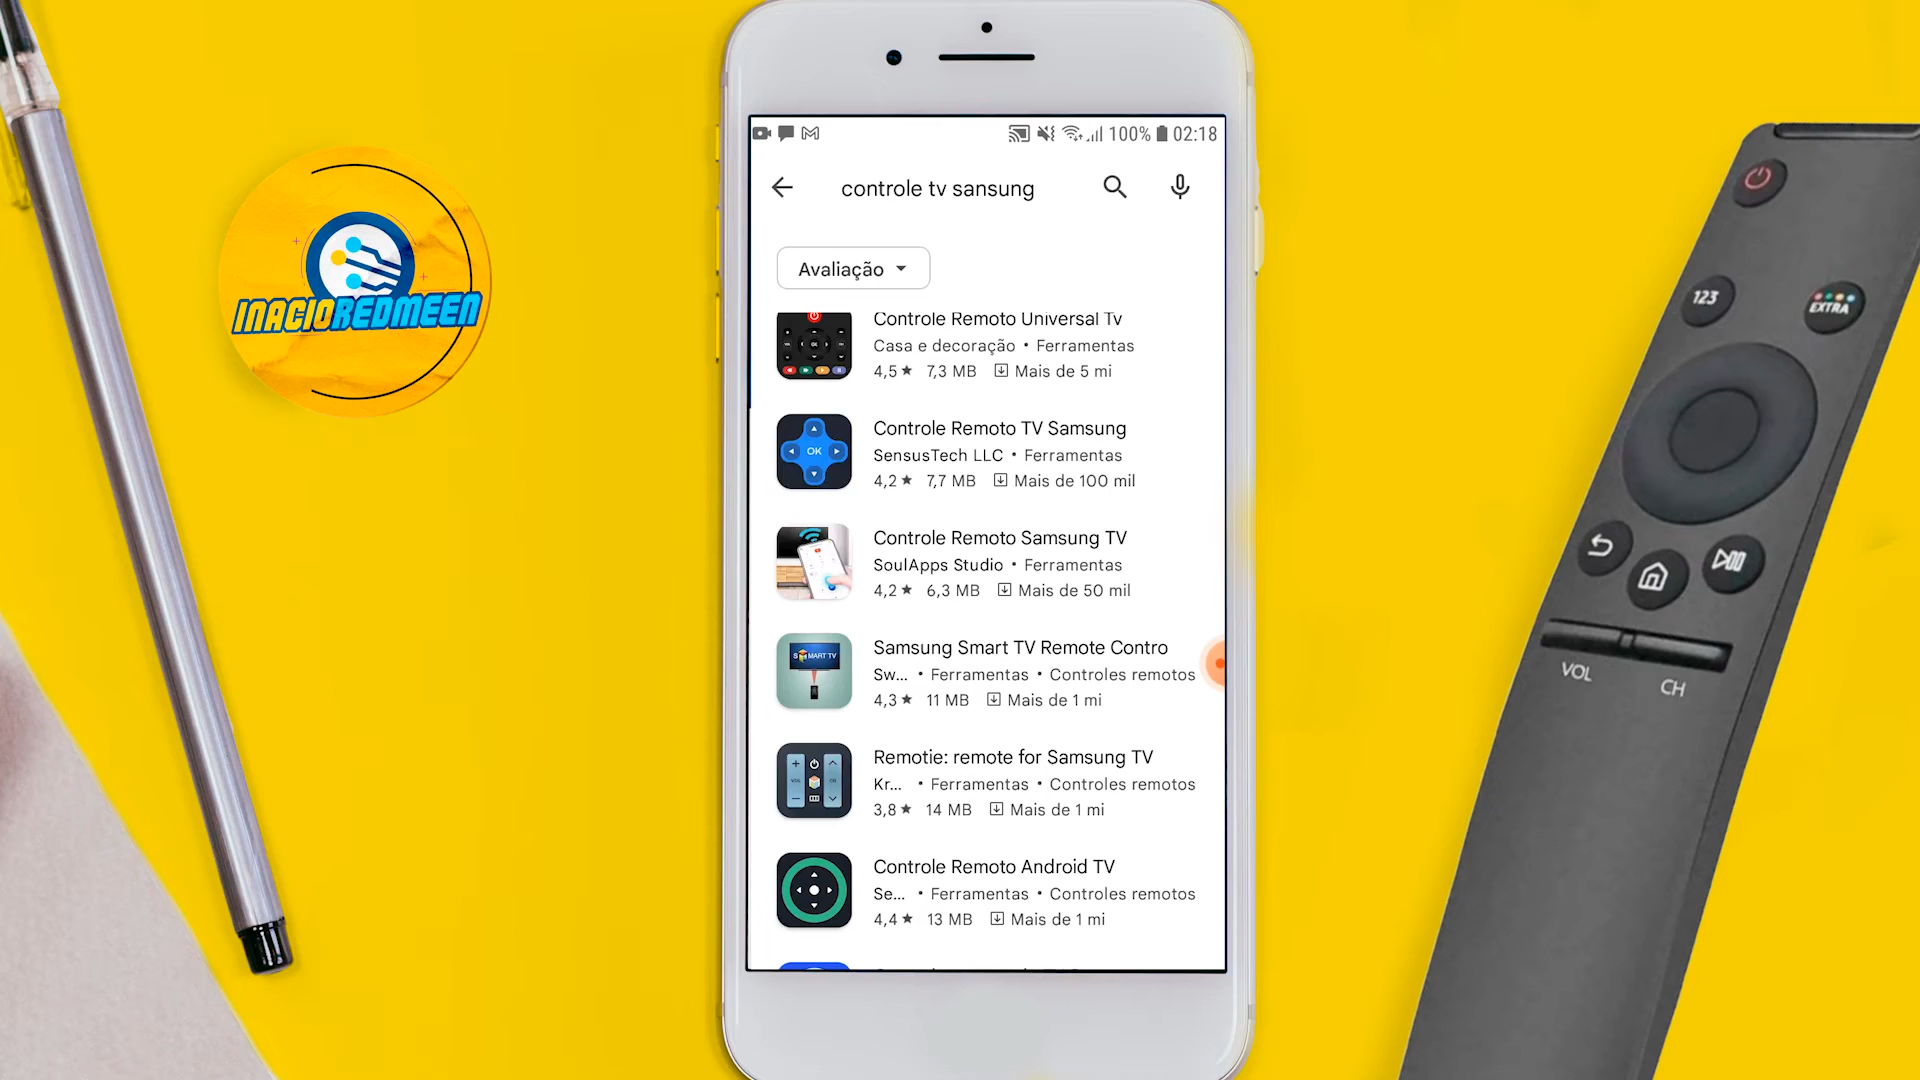 INACIOREDMEEN
100% 02:18
controle tv sansung
Avaliação
Controle Remoto Universal Tv
Casa e decoração • Ferramentas
4,5★ 7,3 MB Mais de 5 mi
OK
Controle Remoto TV Samsung
SensusTech LLC • Ferramentas
4,2★ 7,7 MB Mais de 100 mil
Controle Remoto Samsung TV
SoulApps Studio • Ferramentas
4,2★ 6,3 MB Mais de 50 mil
SMART TV
Samsung Smart TV Remote Contro
Sw... • Ferramentas • Controles remotos
4,3★ 11 MB Mais de 1 mi
VOL
CH
Remotie: remote for Samsung TV
Kr... • Ferramentas • Controles remotos
3,8★ 14 MB Mais de 1 mi
Controle Remoto Android TV
Se... • Ferramentas • Controles remotos
4,4★ 13 MB Mais de 1 mi
123
EXTRA
VOL
CH